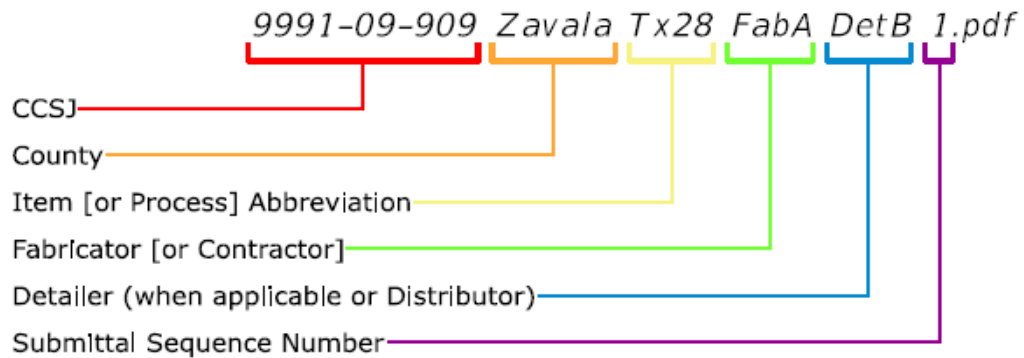 9991-09-909 Zavala Tx28 FabA DetB 1.pdf
CCSJ
County
Item [or Process] Abbreviation
Fabricator [or Contractor]
Detailer (when applicable or Distributor)
Submittal Sequence Number